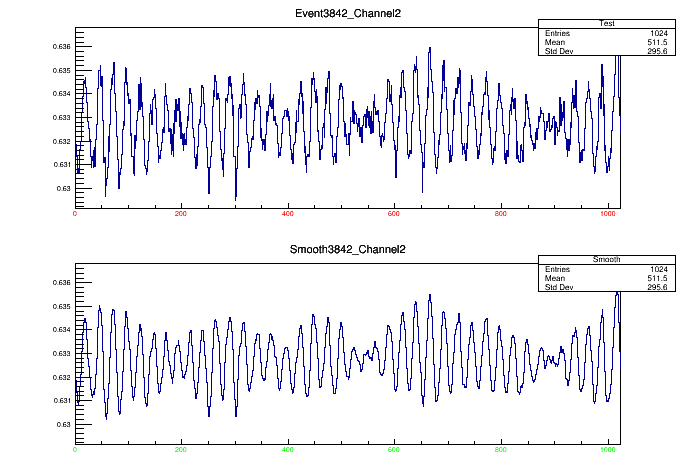 Event3842_Channel2
Test
Entries 1024
Mean 511.5
Std Dev 295.6
0.636
0.635
0.634
0.633
0.632
0.631
0.63
0 200 400 600 800 1000
Smooth3842_Channel2
Smooth
Entries 1024
Mean 511.5
Std Dev 295.6
0.636
0.635
0.634
0.633
0.632
0.631
0.63
0 200 400 600 800 1000